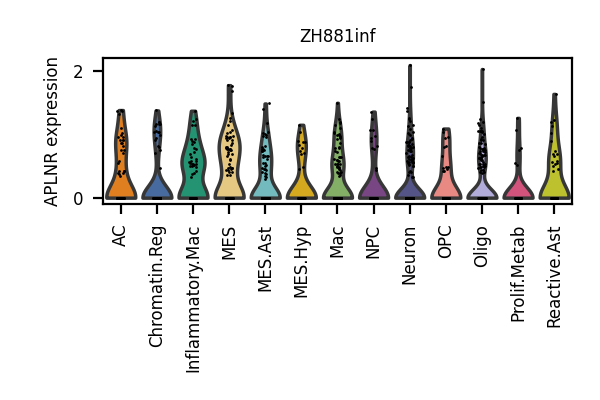 ZH881inf
APLNR expression
2
0
AC
Chromatin.Reg
Inflammatory.Mac
MES
MES.Ast
MES.Hyp
Mac
NPC
Neuron
OPC
Oligo
Prolif.Metab
Reactive.Ast